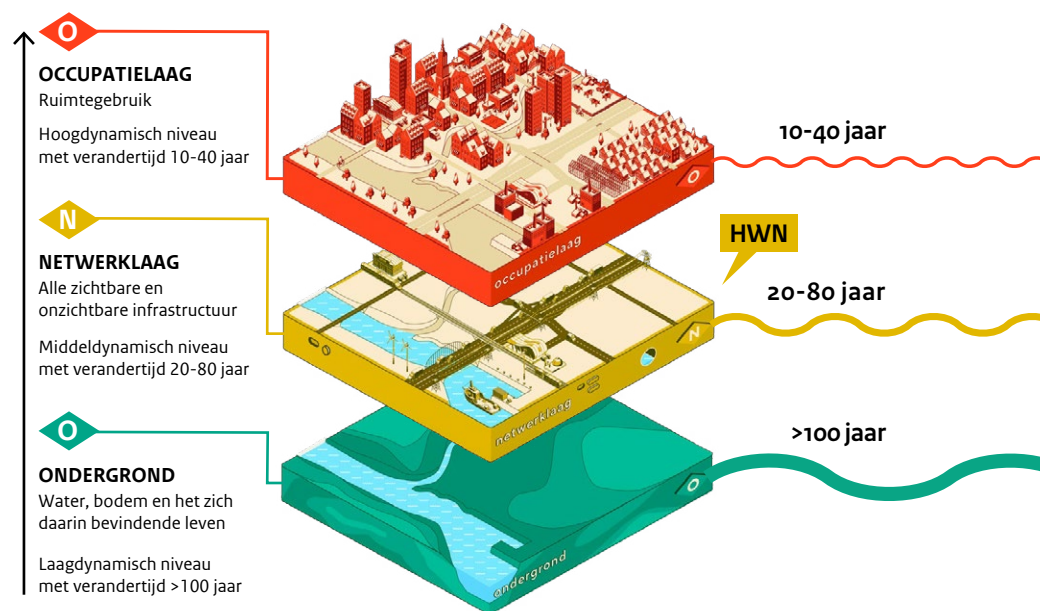 O
OCCUPATIELAAG
Ruimtegebruik
Hoogdynamisch niveau
met verandertijd 10-40 jaar
occupatielaag
O
10-40 jaar
N
NETWERKLAAG
Alle zichtbare en
onzichtbare infrastructuur
Middeldynamisch niveau
met verandertijd 20-80 jaar
netwerklaag
N
HWN
20-80 jaar
O
ONDERGROND
Water, bodem en het zich
daarin bevindende leven
Laagdynamisch niveau
met verandertijd >100 jaar
ondergrond
O
>100 jaar